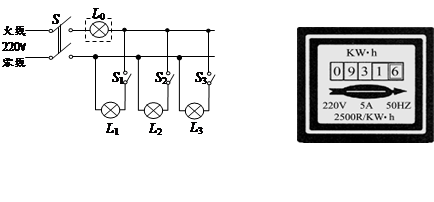 S L₀
火线
220V
零线
S₁ S₂ S₃
L₁ L₂ L₃
KW·h
0 9 3 1 6
220V 5A 50HZ
2500R/KW·h